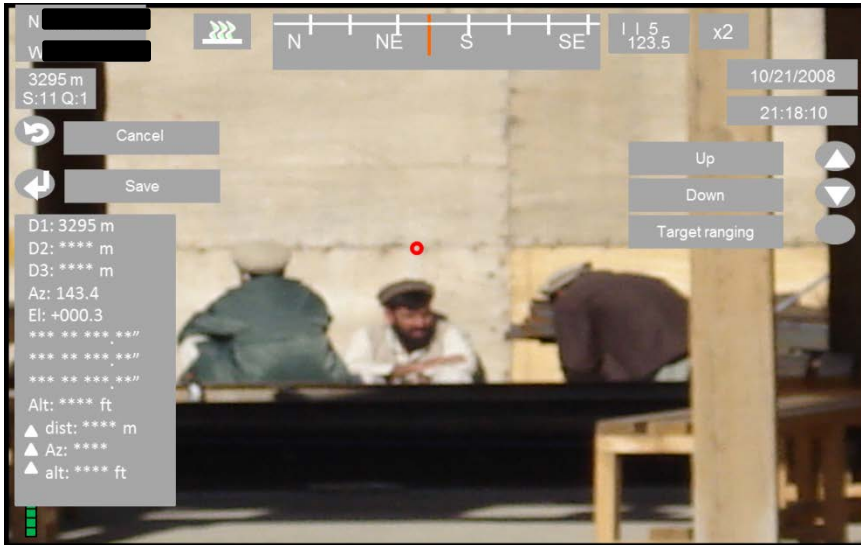 N
W
3295 m
S:11 Q:1
N NE S SE
| | 5
123.5
x2
10/21/2008
21:18:10
Cancel
Save
Up
Down
Target ranging
D1: 3295 m
D2: **** m
D3: **** m
Az: 143.4
El: +000.3
*** ** ***.**"
*** ** ***.**"
*** ** ***.**"
Alt: **** ft
▲ dist: **** m
▲ Az: ****
▲ alt: **** ft